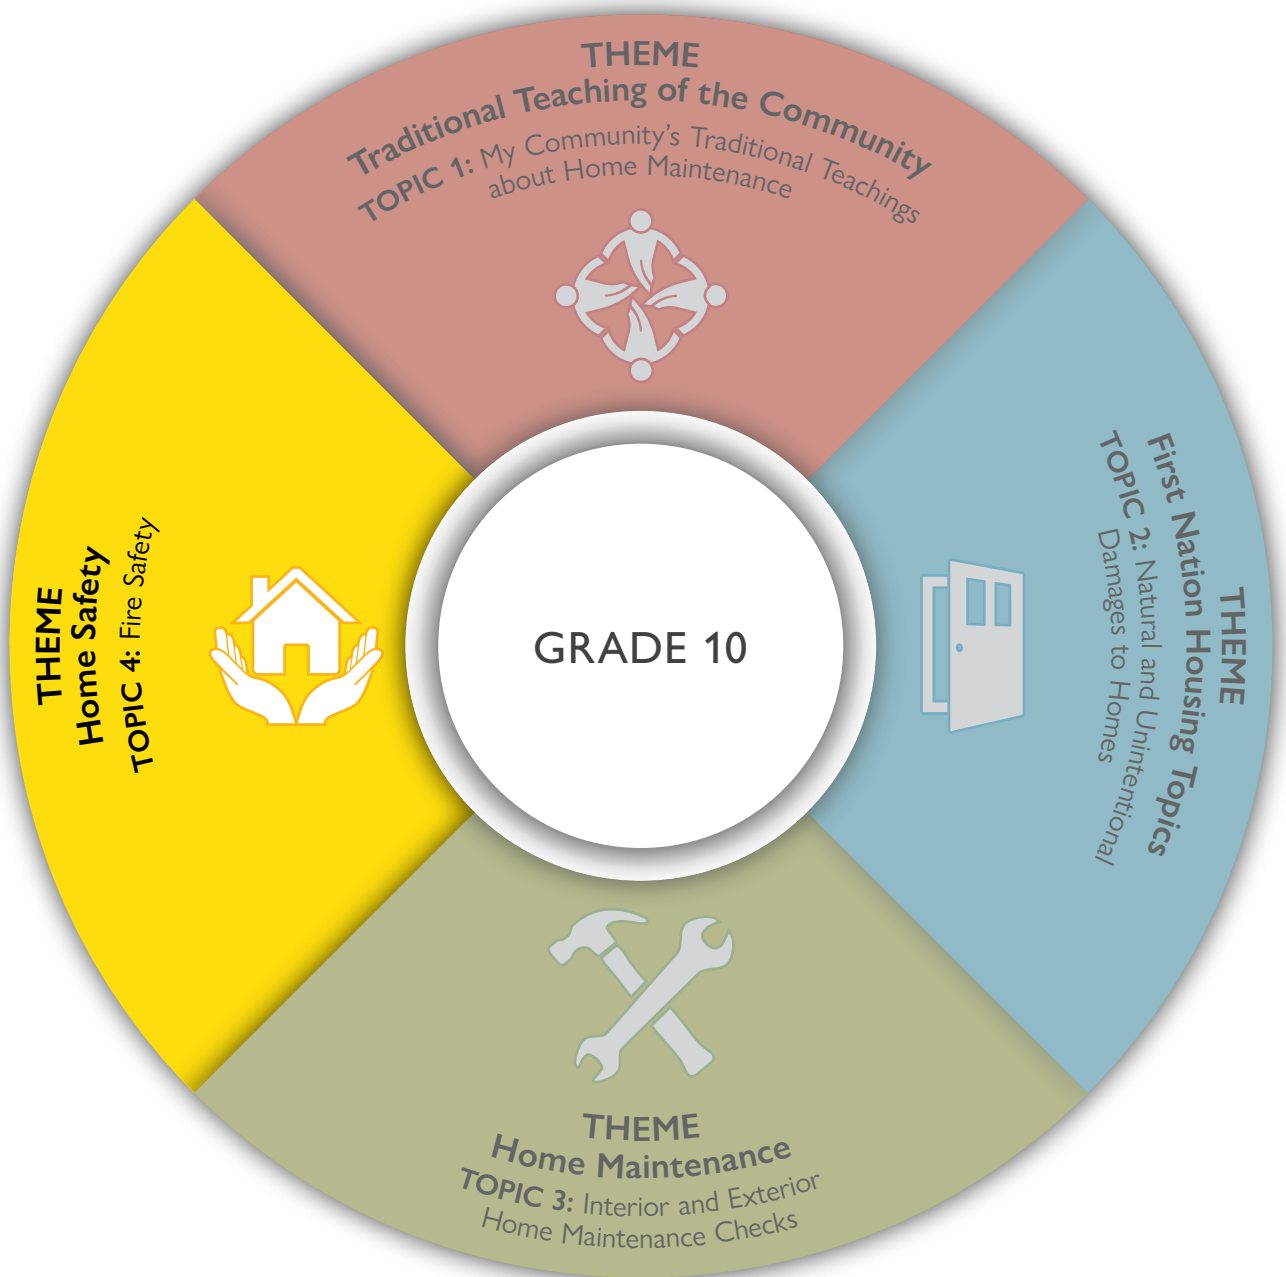 THEME
Traditional Teaching of the Community
TOPIC 1: My Community’s Traditional Teachings
about Home Maintenance
THEME
First Nation Housing Topics
TOPIC 2: Natural and Unintentional
Damages to Homes
THEME
Home Maintenance
TOPIC 3: Interior and Exterior
Home Maintenance Checks
THEME
Home Safety
TOPIC 4: Fire Safety
GRADE 10